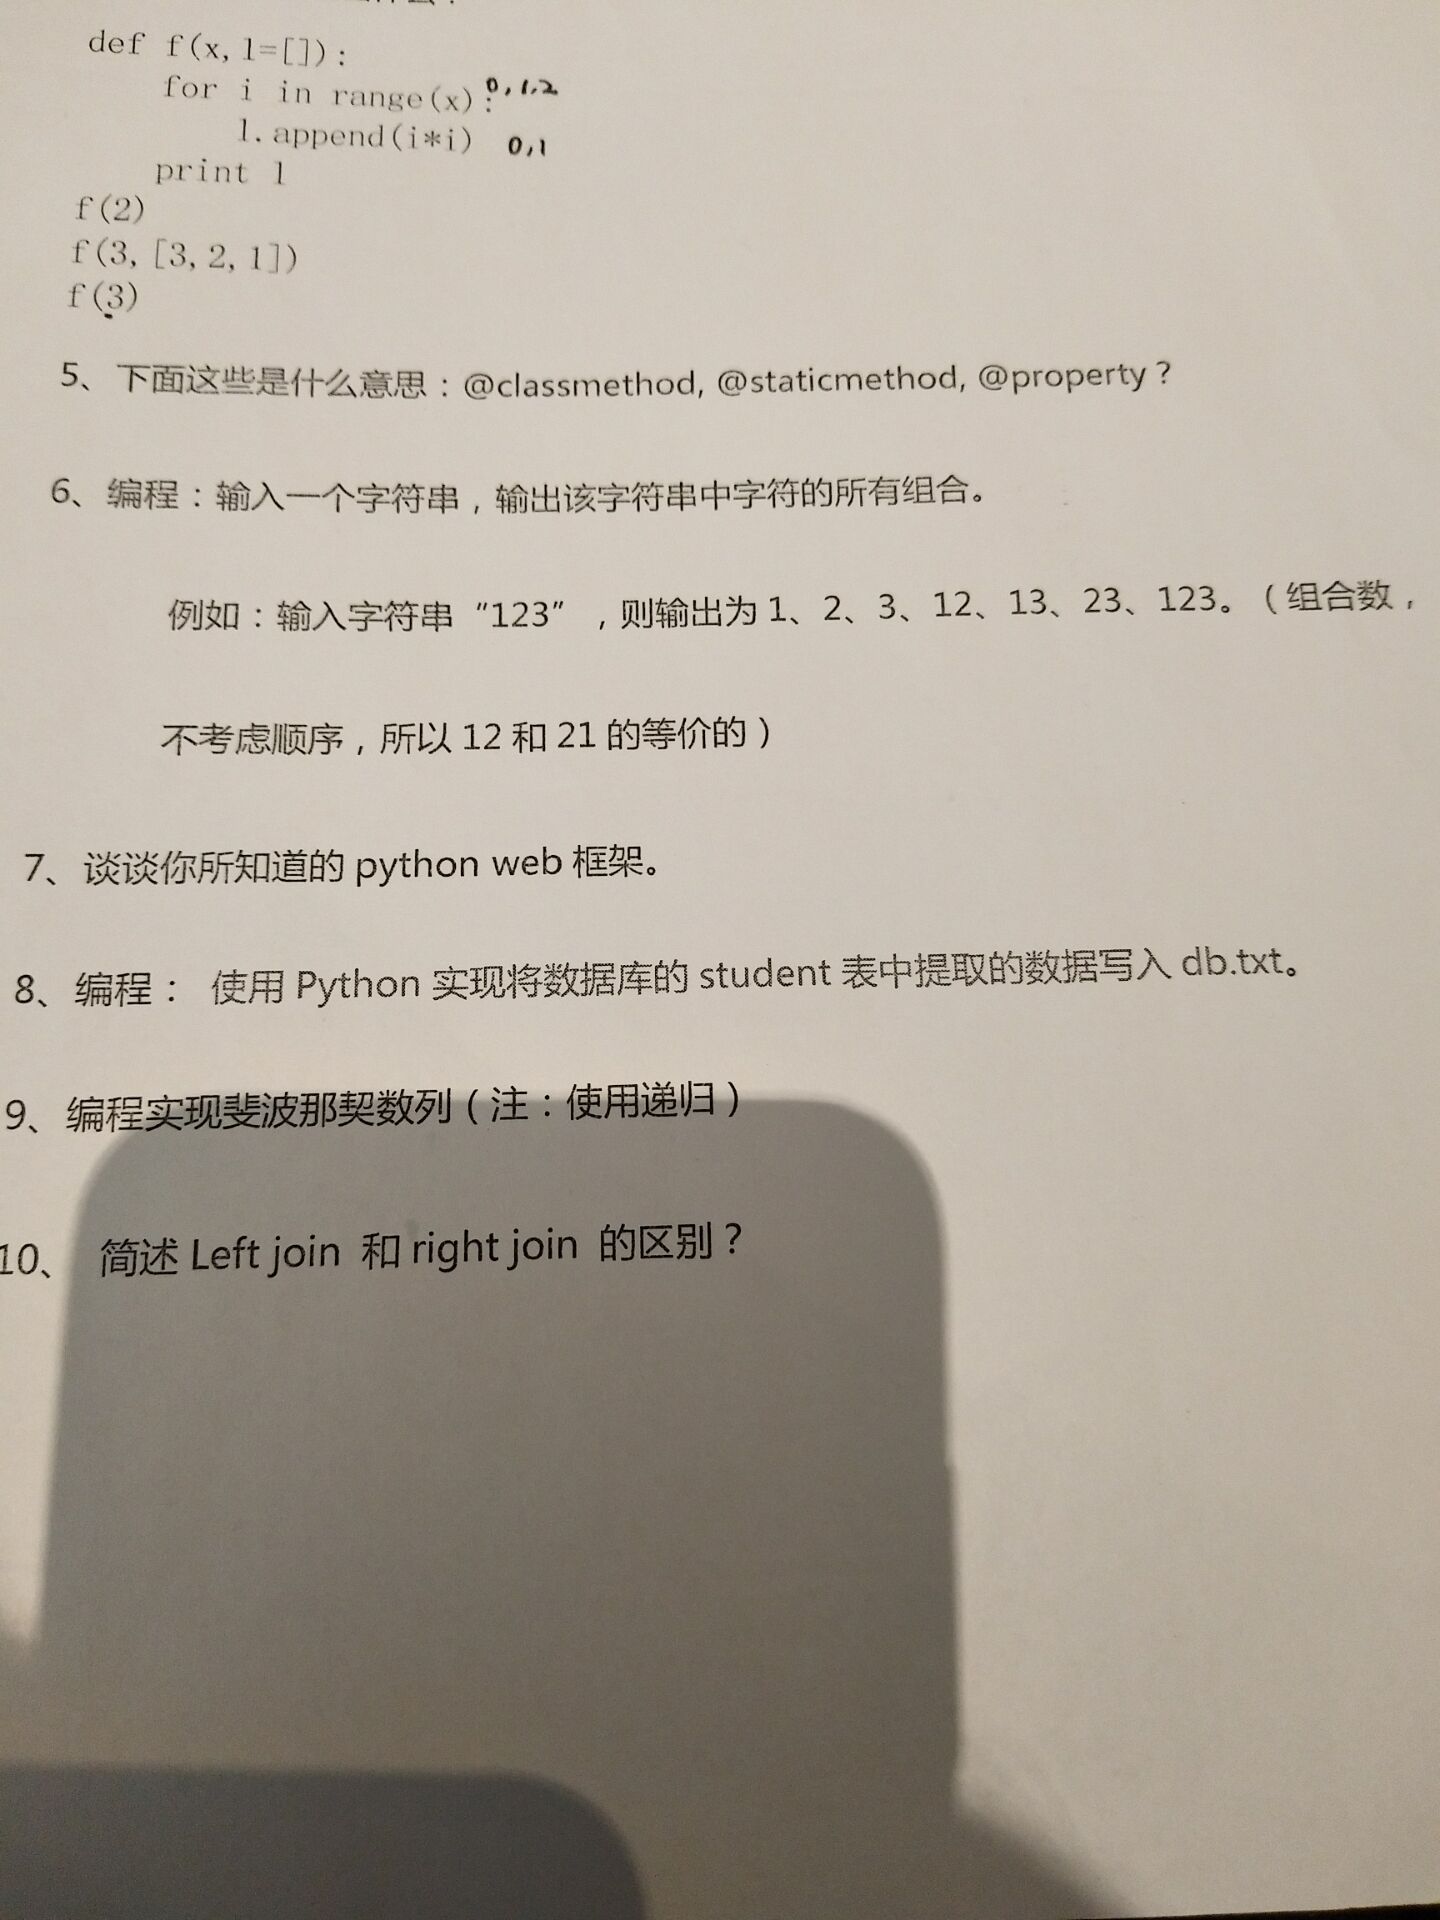 def f(x, l=[]):
for i in range(x): 0,1,2
l.append(i*i) 0,1
print l
f(2)
f(3, [3, 2, 1])
f(3)
5、下面这些是什么意思：@classmethod, @staticmethod, @property？
6、编程：输入一个字符串，输出该字符串中字符的所有组合。
例如：输入字符串“123”，则输出为 1、2、3、12、13、23、123。（组合数，
不考虑顺序，所以 12 和 21 的等价的）
7、谈谈你所知道的 python web 框架。
8、编程： 使用 Python 实现将数据库的 student 表中提取的数据写入 db.txt。
9、编程实现斐波那契数列（注：使用递归）
10、 简述 Left join 和 right join 的区别？